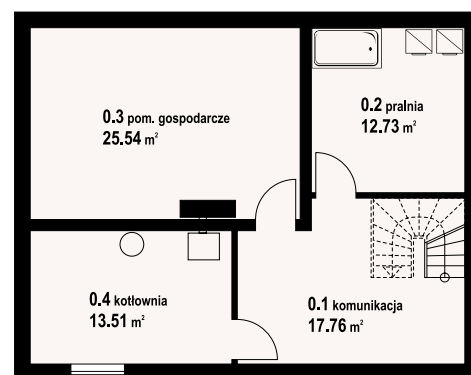 0.3 pom. gospodarcze
25.54 m²
0.2 pralnia
12.73 m²
0.4 kotłownia
13.51 m²
0.1 komunikacja
17.76 m²